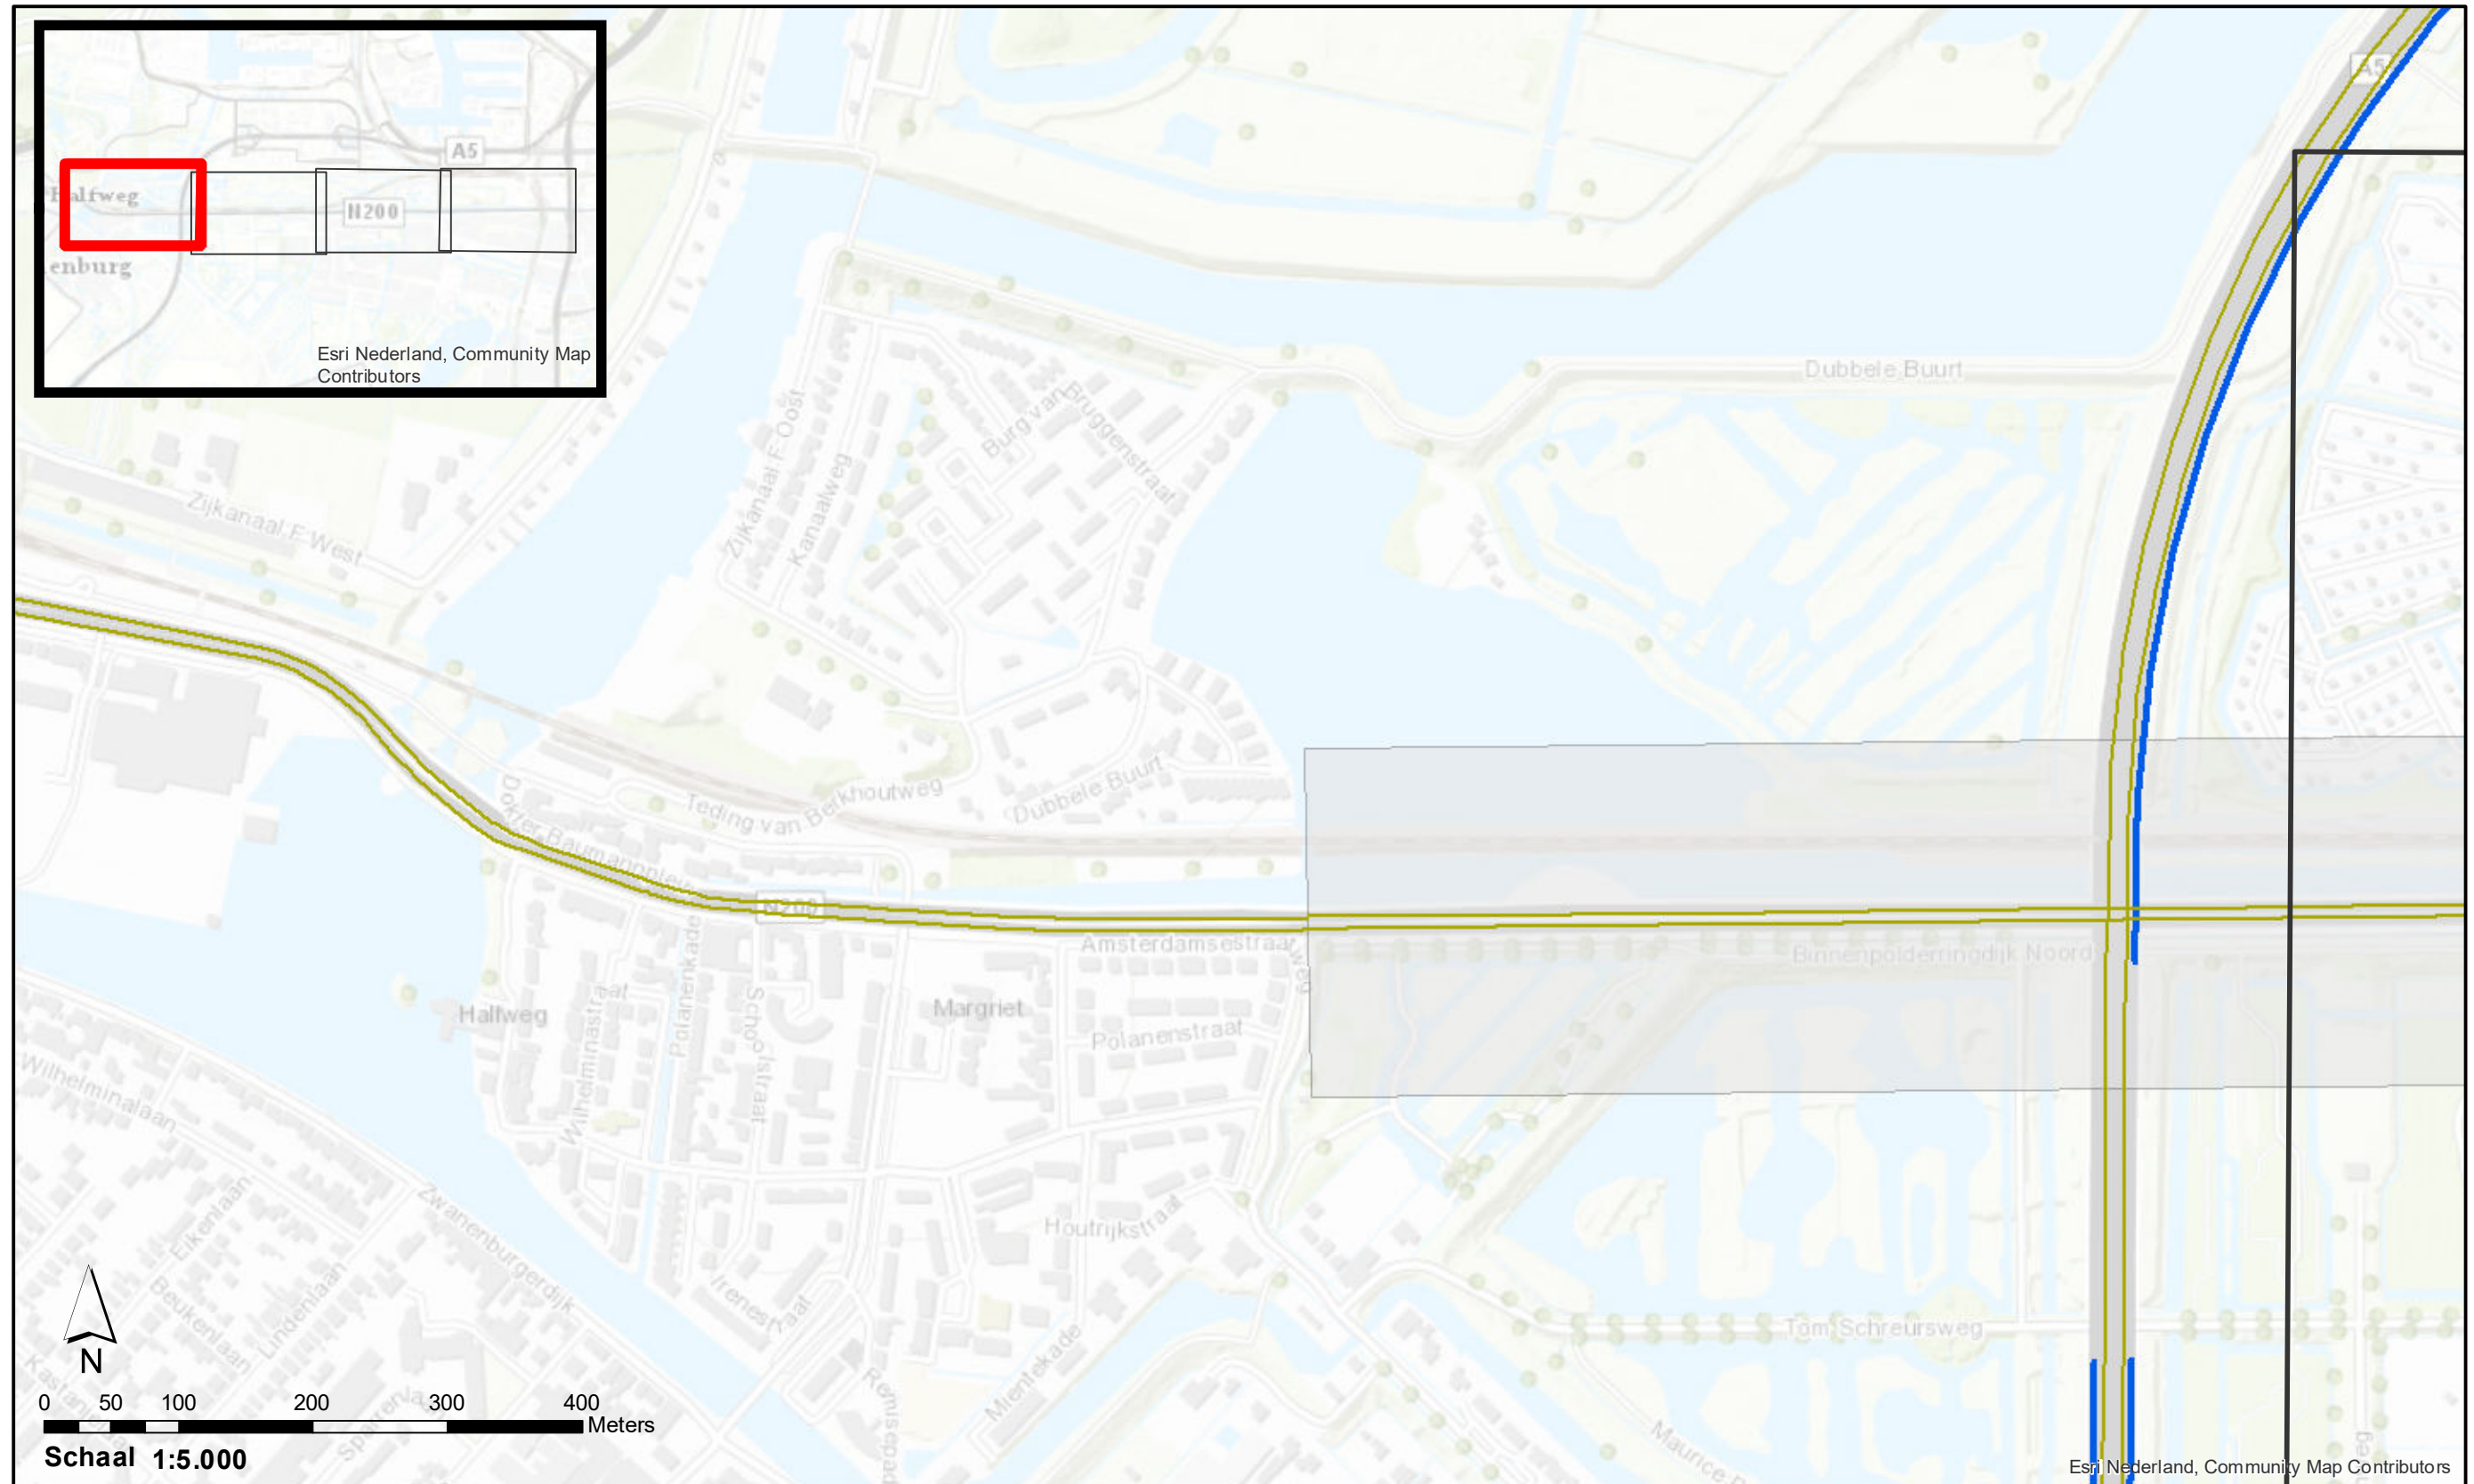 A5
Halfweg
N200
enburg
Esri Nederland, Community Map
Contributors
A5
Dubbele Buurt
Burg van Bruggenstraat
Zijkanaal F Oost
Kanaalweg
Zijkanaal F West
Teding van Berkhoutweg
Dubbele Buurt
Dokter Baumannplein
N200
Amsterdamsestraatweg
Binnenpolderringdijk Noord
Halfweg
Margriet
Polanenkade
Schoolstraat
Wilhelminastraat
Polanenstraat
Wilhelminalaan
Zwanenburgerdijk
Eikenlaan
Beukenlaan
Lindenlaan
Houtrijkstraat
Irenestraat
Mientekade
Tom Schreursweg
N
0 50 100 200 300 400
Meters
Schaal 1:5.000
Esri Nederland, Community Map Contributors